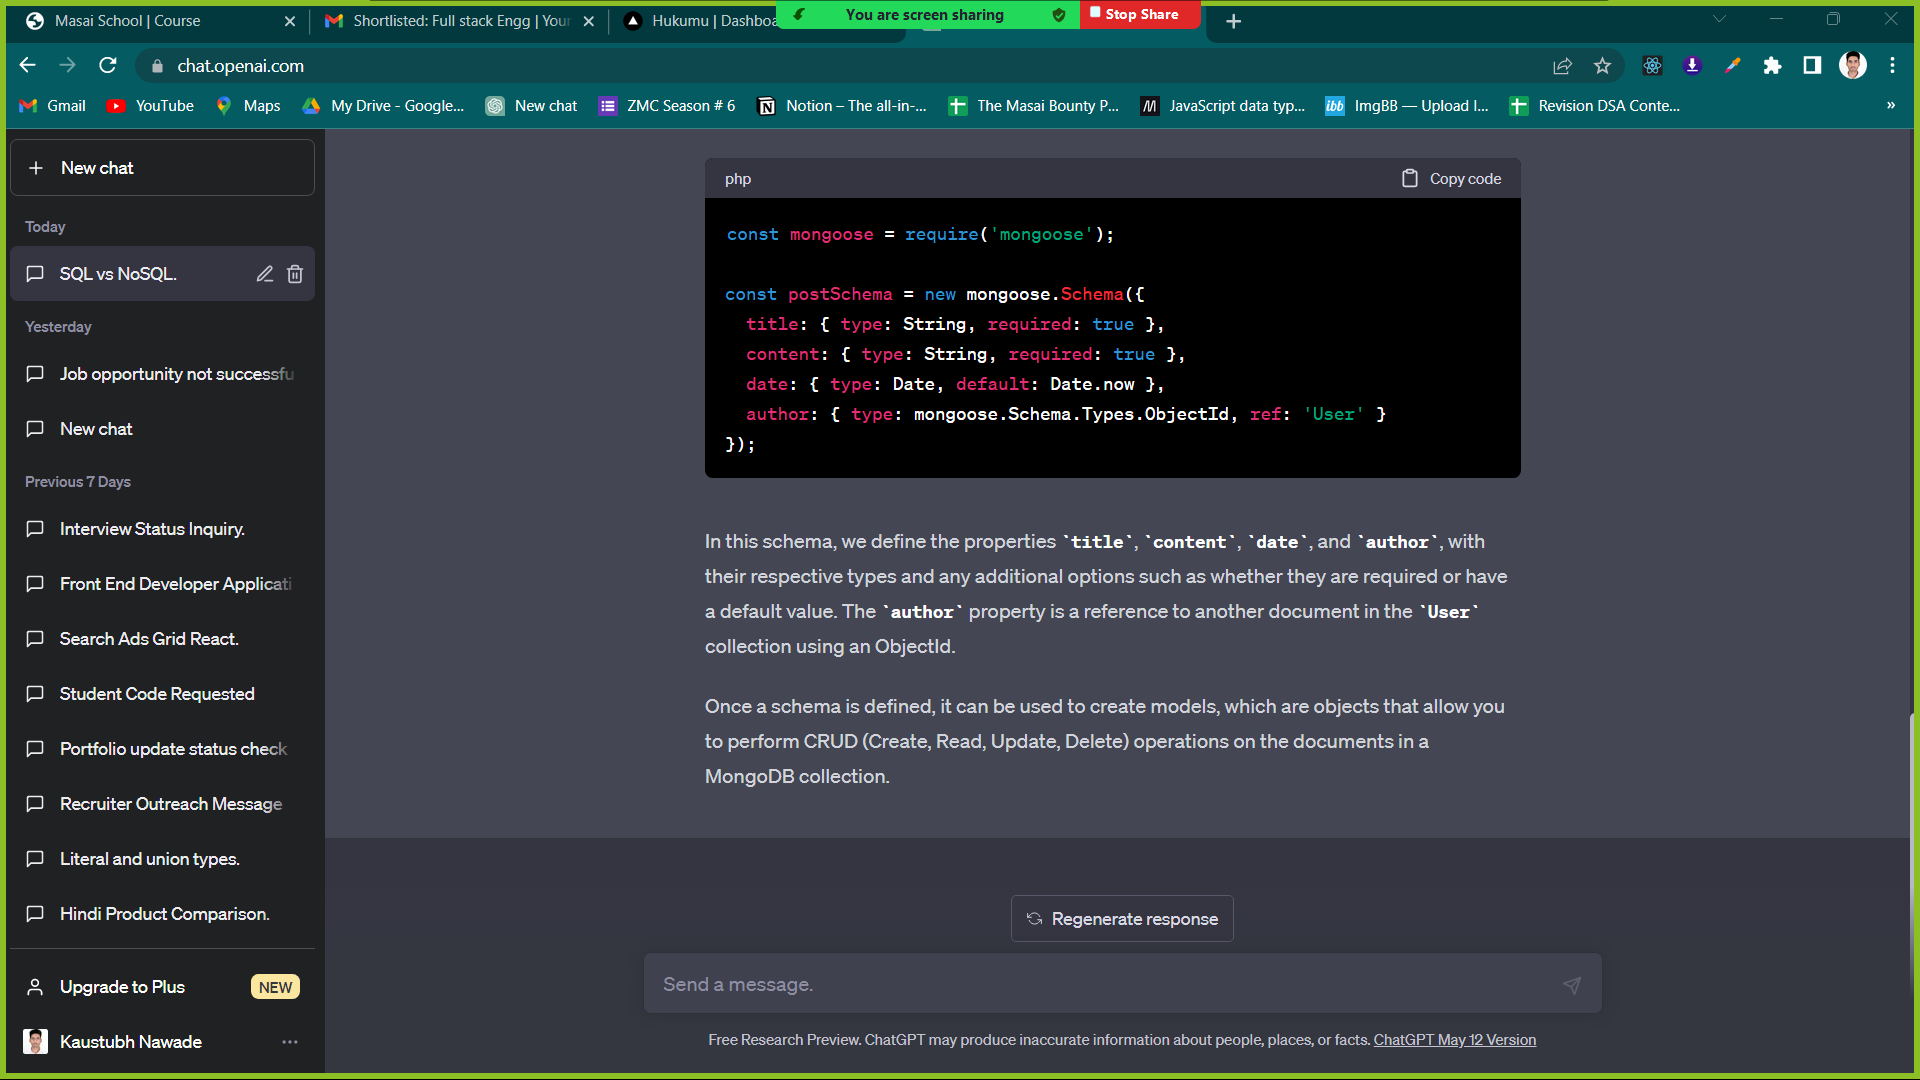 Masai School | Course
Shortlisted: Full stack Engg | Your
Hukumu | Dashboa
You are screen sharing
Stop Share
chat.openai.com
Gmail
YouTube
Maps
My Drive - Google...
New chat
ZMC Season # 6
Notion – The all-in-...
The Masai Bounty P...
JavaScript data typ...
ibb
ImgBB — Upload I...
Revision DSA Conte...
»
+ New chat
Today
SQL vs NoSQL.
Yesterday
Job opportunity not successfu
New chat
Previous 7 Days
Interview Status Inquiry.
Front End Developer Applicati
Search Ads Grid React.
Student Code Requested
Portfolio update status check
Recruiter Outreach Message
Literal and union types.
Hindi Product Comparison.
Upgrade to Plus
NEW
Kaustubh Nawade
php
Copy code
const mongoose = require('mongoose');
const postSchema = new mongoose.Schema({
  title: { type: String, required: true },
  content: { type: String, required: true },
  date: { type: Date, default: Date.now },
  author: { type: mongoose.Schema.Types.ObjectId, ref: 'User' }
});
In this schema, we define the properties `title`, `content`, `date`, and `author`, with
their respective types and any additional options such as whether they are required or have
a default value. The `author` property is a reference to another document in the `User`
collection using an ObjectId.
Once a schema is defined, it can be used to create models, which are objects that allow you
to perform CRUD (Create, Read, Update, Delete) operations on the documents in a
MongoDB collection.
Regenerate response
Send a message.
Free Research Preview. ChatGPT may produce inaccurate information about people, places, or facts. ChatGPT May 12 Version